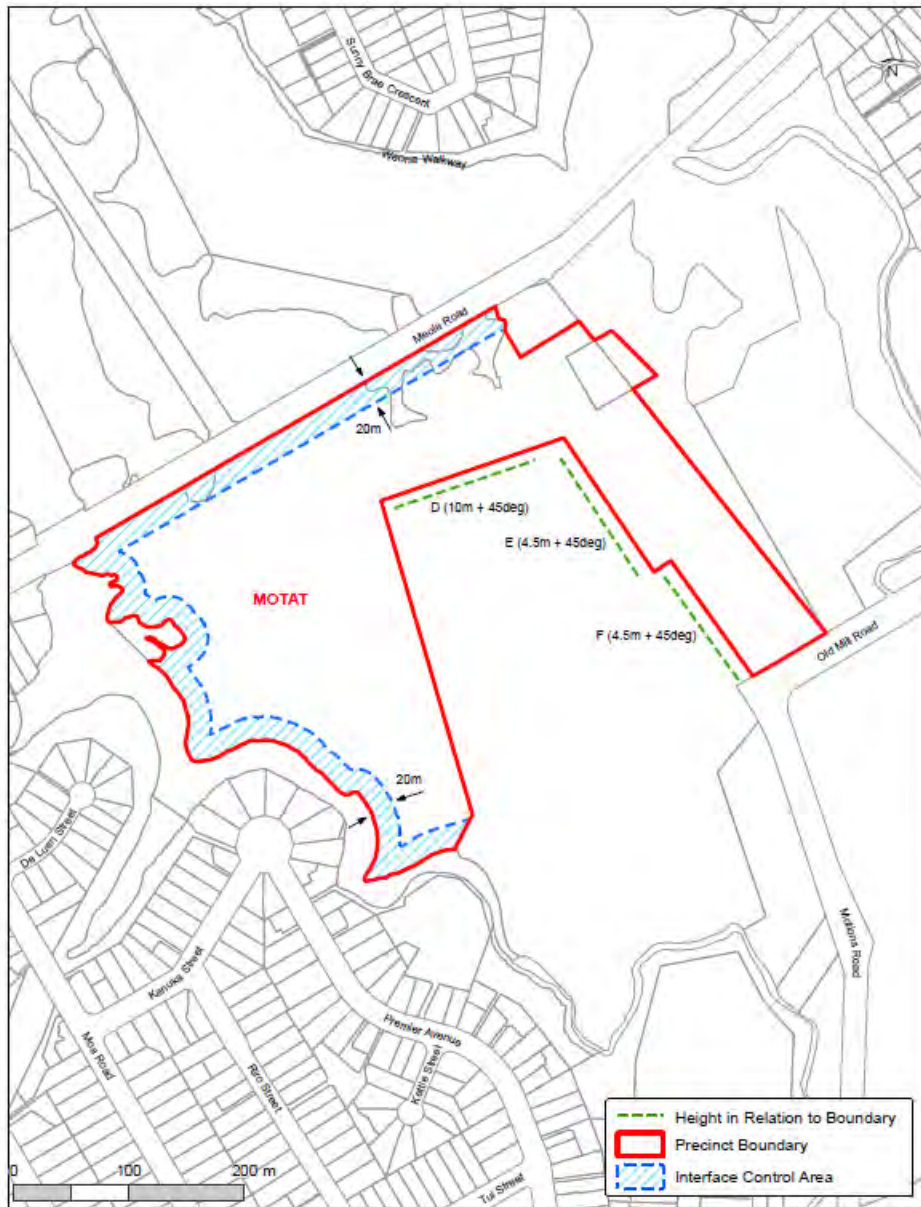 Sunny Brae Crescent
Weona Walkway
N
Meola Road
20m
D (10m + 45deg)
E (4.5m + 45deg)
MOTAT
F (4.5m + 45deg)
Old Mill Road
20m
De Luen Street
Kanuka Street
Motions Road
Moa Road
Premier Avenue
Riro Street
Kettle Street
Tui Street
0 100 200 m
Height in Relation to Boundary
Precinct Boundary
Interface Control Area